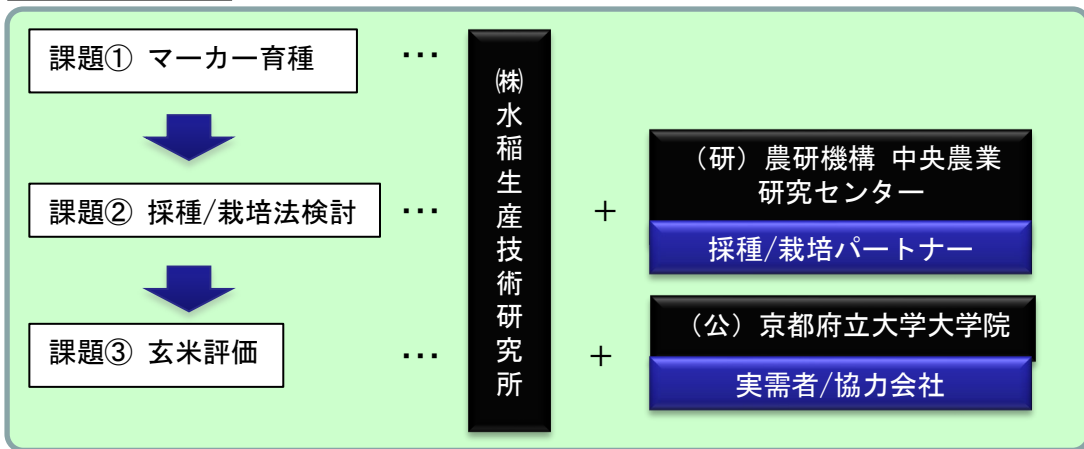 課題① マーカー育種
・・・
㈱水稲生産技術研究所
（研）農研機構 中央農業
研究センター
課題② 採種/栽培法検討
・・・
＋
採種/栽培パートナー
課題③ 玄米評価
・・・
＋
（公）京都府立大学大学院
実需者/協力会社